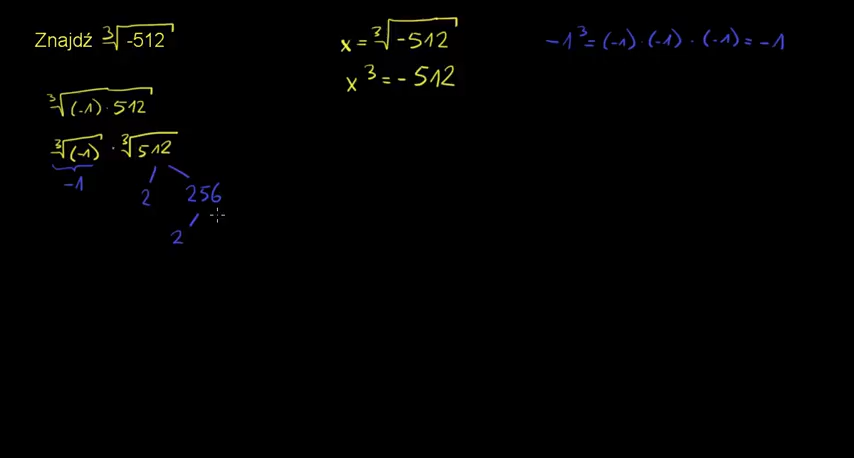 Znajdź ∛-512
∛(-1) · 512
∛(-1) · ∛512
-1
2 256
2
x = ∛-512
x³ = - 512
-1³ = (-1) · (-1) · (-1) = -1